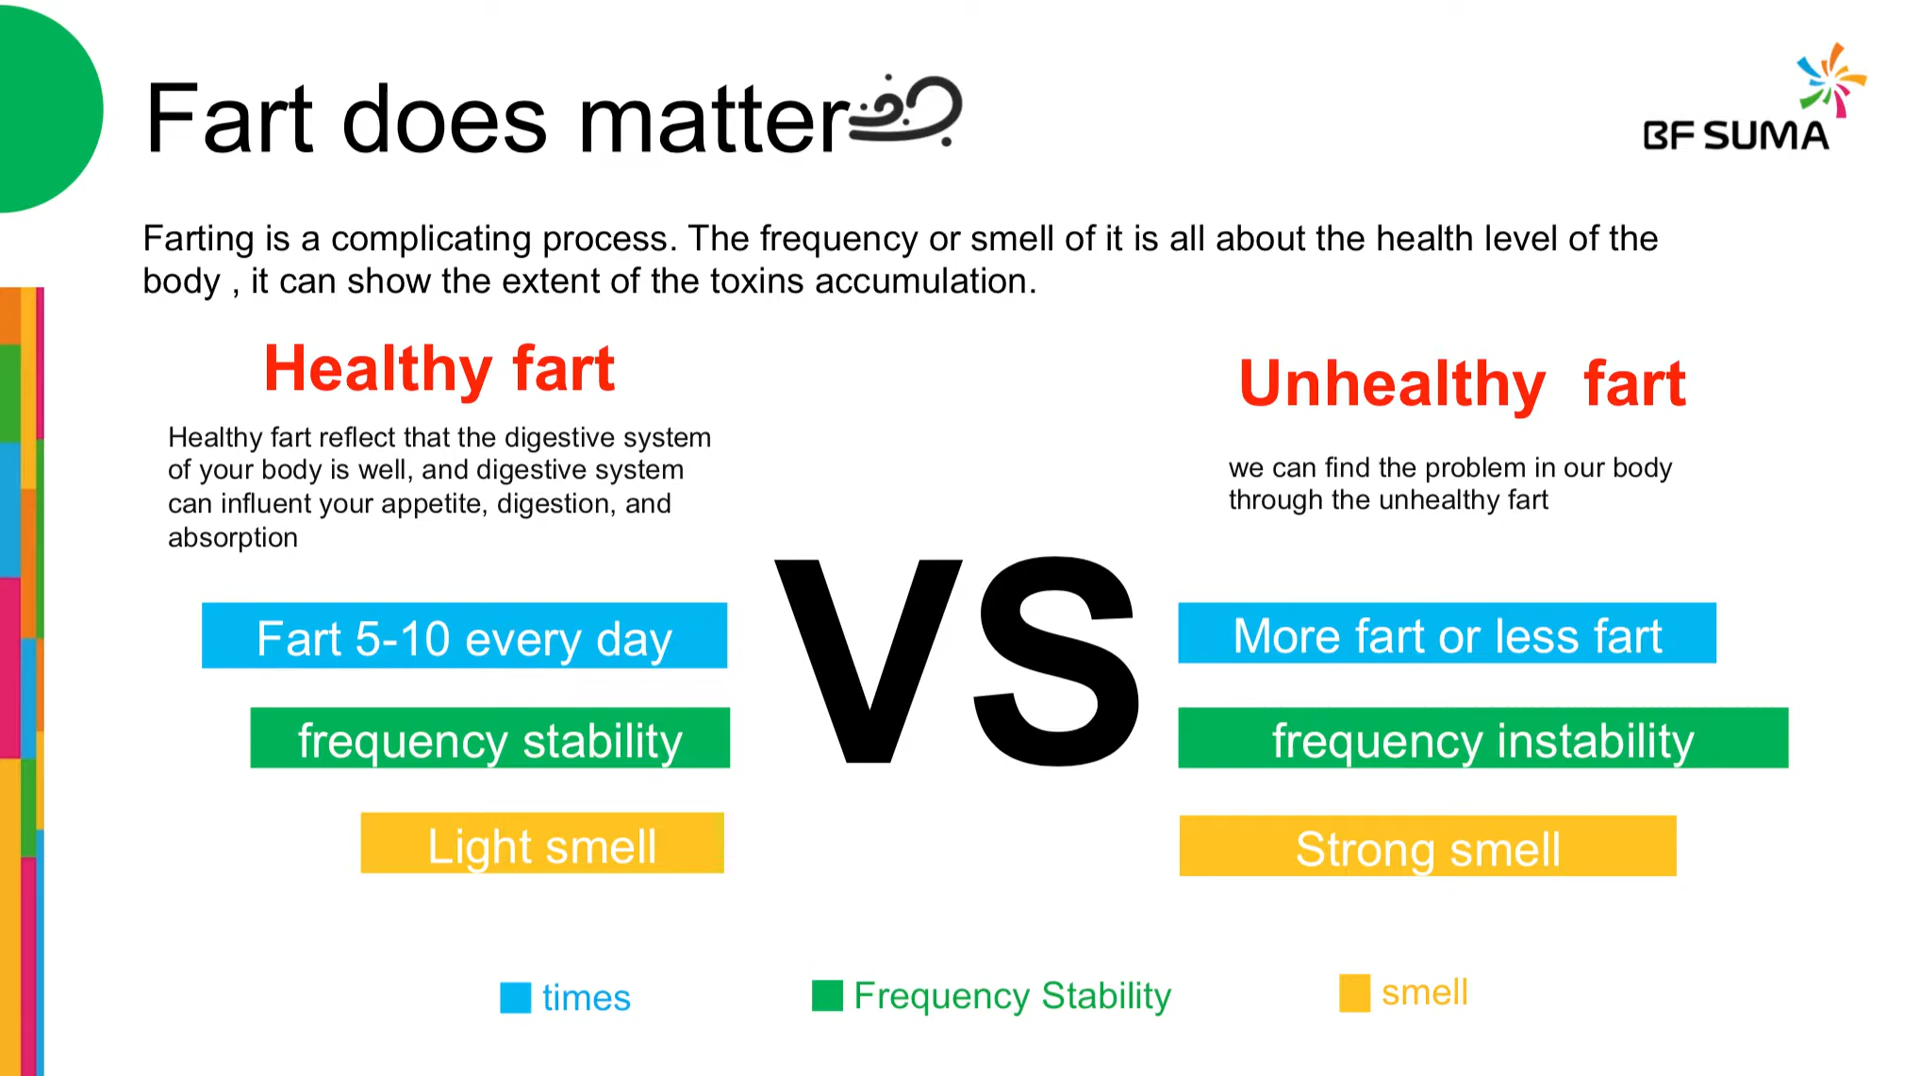 Fart does matter
BF SUMA
Farting is a complicating process. The frequency or smell of it is all about the health level of the
body , it can show the extent of the toxins accumulation.
Healthy fart
Healthy fart reflect that the digestive system
of your body is well, and digestive system
can influent your appetite, digestion, and
absorption
Fart 5-10 every day
frequency stability
Light smell
VS
Unhealthy fart
we can find the problem in our body
through the unhealthy fart
More fart or less fart
frequency instability
Strong smell
times
Frequency Stability
smell